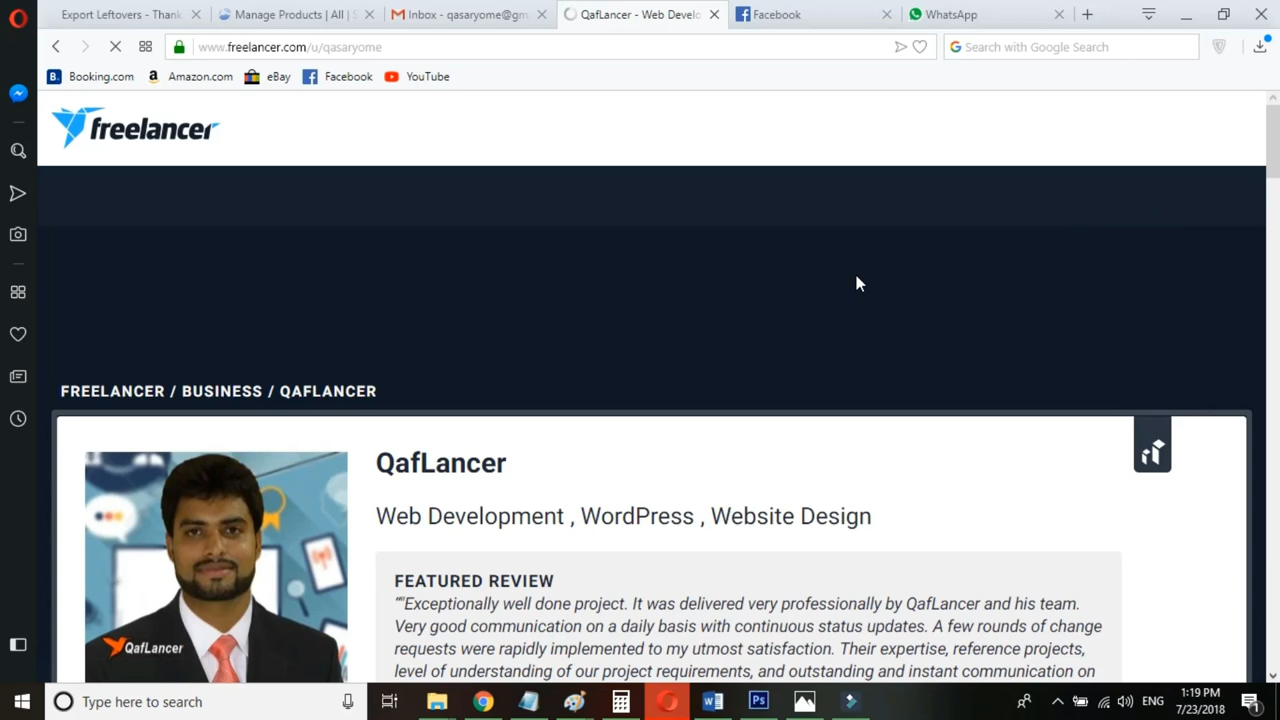 Export Leftovers - Thank
Manage Products | All | S
Inbox - qasaryome@gm
QafLancer - Web Develo
Facebook
WhatsApp
www.freelancer.com/u/qasaryome
Search with Google Search
B. Booking.com
a Amazon.com
eBay
Facebook
YouTube
freelancer
FREELANCER / BUSINESS / QAFLANCER
QafLancer
Web Development , WordPress , Website Design
FEATURED REVIEW
“"Exceptionally well done project. It was delivered very professionally by QafLancer and his team.
Very good communication on a daily basis with continuous status updates. A few rounds of change
requests were rapidly implemented to my utmost satisfaction. Their expertise, reference projects,
level of understanding of our project requirements, and outstanding and instant communication on
QafLancer
Type here to search
ENG
1:19 PM
7/23/2018